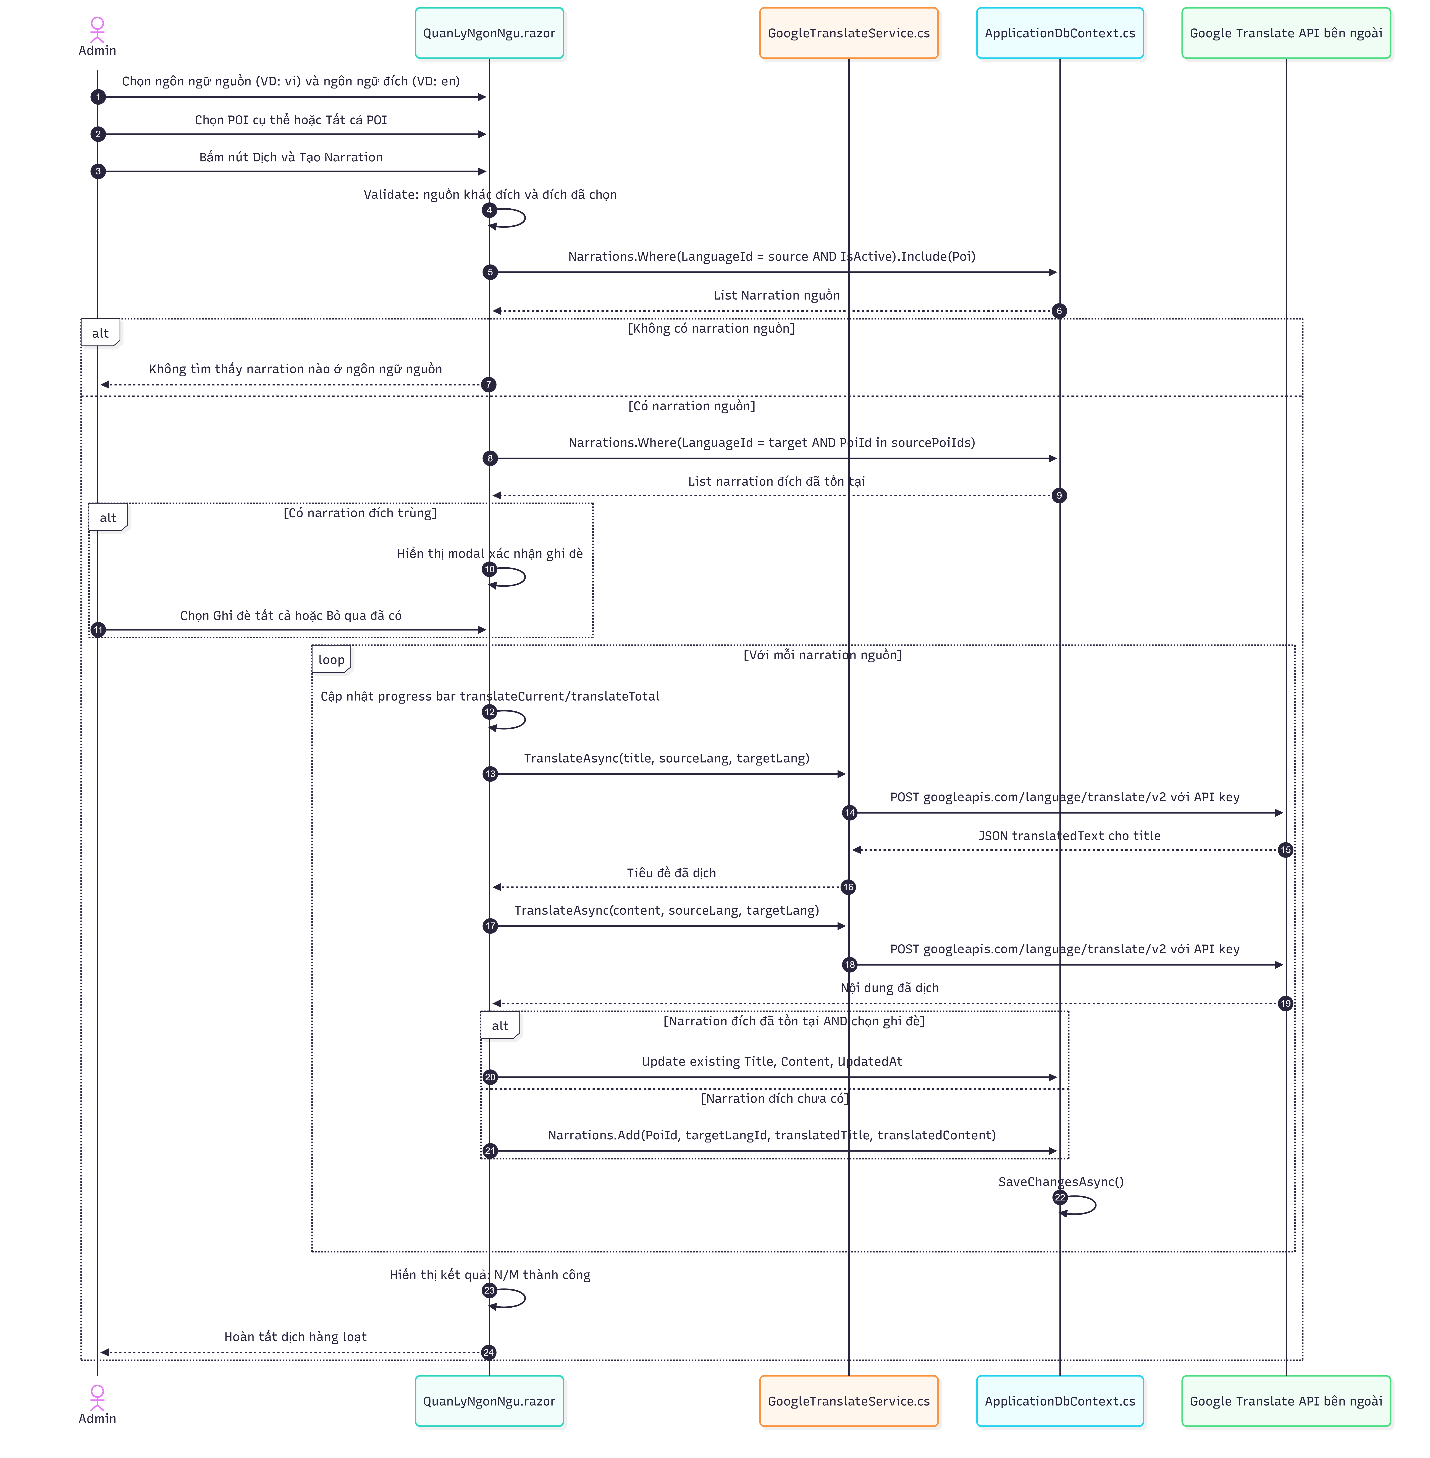 Admin
QuanLyNgonNgu.razor
GoogleTranslateService.cs
ApplicationDbContext.cs
Google Translate API bên ngoài
Chọn ngôn ngữ nguồn (VD: vi) và ngôn ngữ đích (VD: en)
1
Chọn POI cụ thể hoặc Tất cả POI
2
Bấm nút Dịch và Tạo Narration
3
Validate: nguồn khác đích và đích đã chọn
4
Narrations.Where(LanguageId = source AND IsActive).Include(Poi)
5
List Narration nguồn
6
alt
[Không có narration nguồn]
Không tìm thấy narration nào ở ngôn ngữ nguồn
7
[Có narration nguồn]
Narrations.Where(LanguageId = target AND PoiId in sourcePoiIds)
8
List narration đích đã tồn tại
9
alt
[Có narration đích trùng]
Hiển thị modal xác nhận ghi đè
10
Chọn Ghi đè tất cả hoặc Bỏ qua đã có
11
loop
[Với mỗi narration nguồn]
Cập nhật progress bar translateCurrent/translateTotal
12
TranslateAsync(title, sourceLang, targetLang)
13
POST googleapis.com/language/translate/v2 với API key
14
JSON translatedText cho title
15
Tiêu đề đã dịch
16
TranslateAsync(content, sourceLang, targetLang)
17
POST googleapis.com/language/translate/v2 với API key
18
Nội dung đã dịch
19
alt
[Narration đích đã tồn tại AND chọn ghi đè]
Update existing Title, Content, UpdatedAt
20
[Narration đích chưa có]
Narrations.Add(PoiId, targetLangId, translatedTitle, translatedContent)
21
SaveChangesAsync()
22
Hiển thị kết quả: N/M thành công
23
Hoàn tất dịch hàng loạt
24
Admin
QuanLyNgonNgu.razor
GoogleTranslateService.cs
ApplicationDbContext.cs
Google Translate API bên ngoài